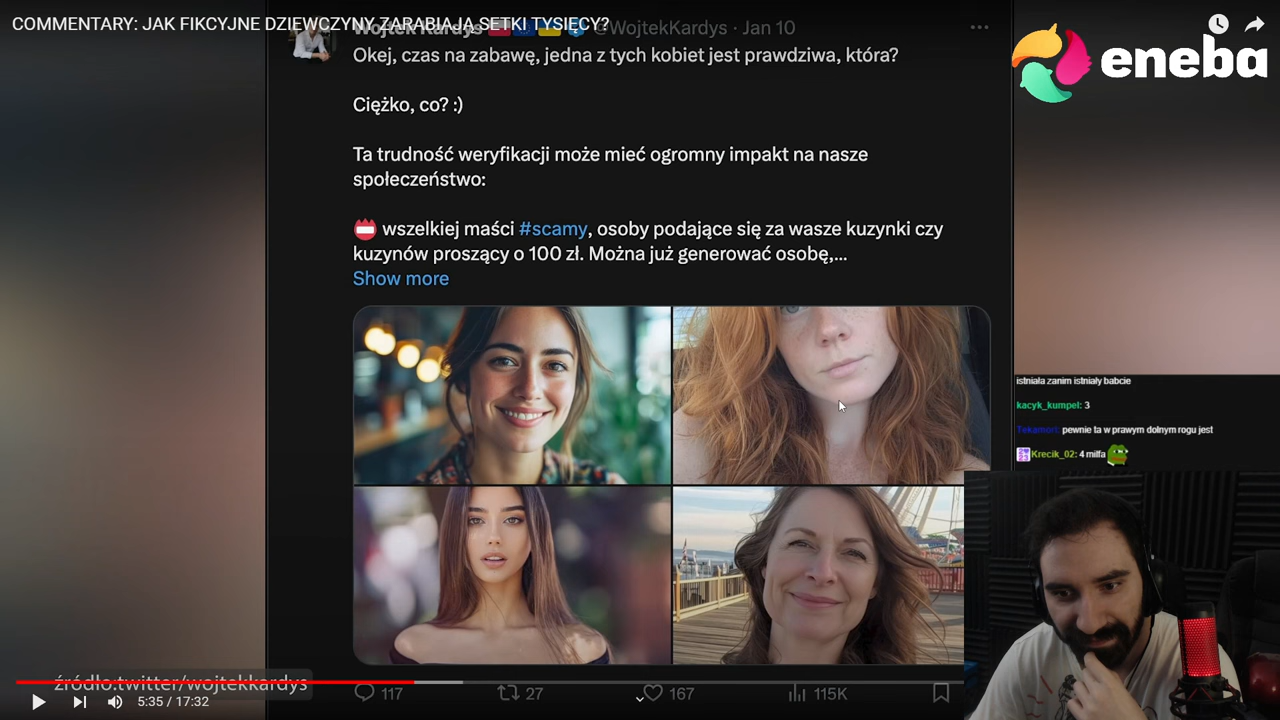 COMMENTARY: JAK FIKCYJNE DZIEWCZYNY ZARABIAJĄ SETKI TYSIĘCY?
Wojtek Kardys @WojtekKardys · Jan 10
eneba
Okej, czas na zabawę, jedna z tych kobiet jest prawdziwa, która?
Ciężko, co? :)
Ta trudność weryfikacji może mieć ogromny impakt na nasze
społeczeństwo:
wszelkiej maści #scamy, osoby podające się za wasze kuzynki czy
kuzynów proszący o 100 zł. Można już generować osobę,...
Show more
istniała zanim istniały babcie
kacyk_kumpel: 3
Tekamori: pewnie ta w prawym dolnym rogu jest
Krecik_02: 4 milfa
źródło:twitter/wojtekkardys
117
27
167
115K
5:35 / 17:32